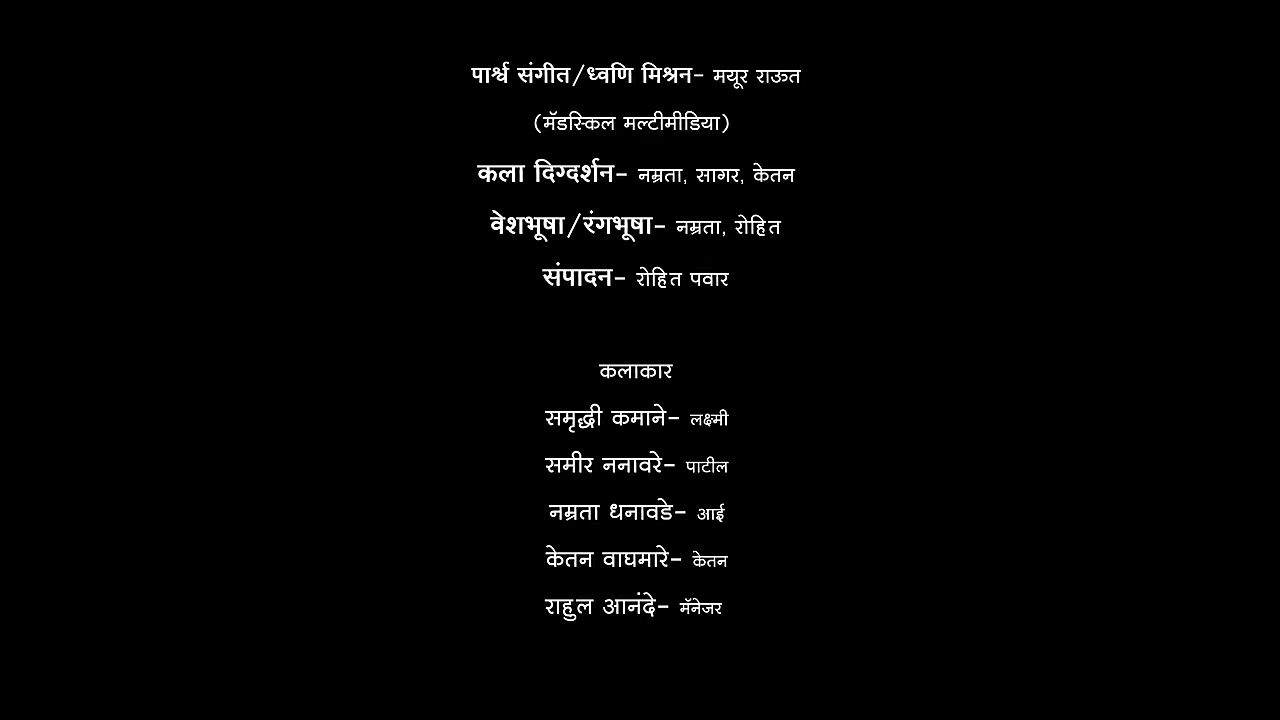 पार्श्व संगीत/ध्वणि मिश्रन- मयूर राऊत
(मॅडस्किल मल्टीमीडिया)
कला दिग्दर्शन- नम्रता, सागर, केतन
वेशभूषा/रंगभूषा- नम्रता, रोहित
संपादन- रोहित पवार
कलाकार
समृद्धी कमाने- लक्ष्मी
समीर ननावरे- पाटील
नम्रता धनावडे- आई
केतन वाघमारे- केतन
राहुल आनंदे- मॅनेजर